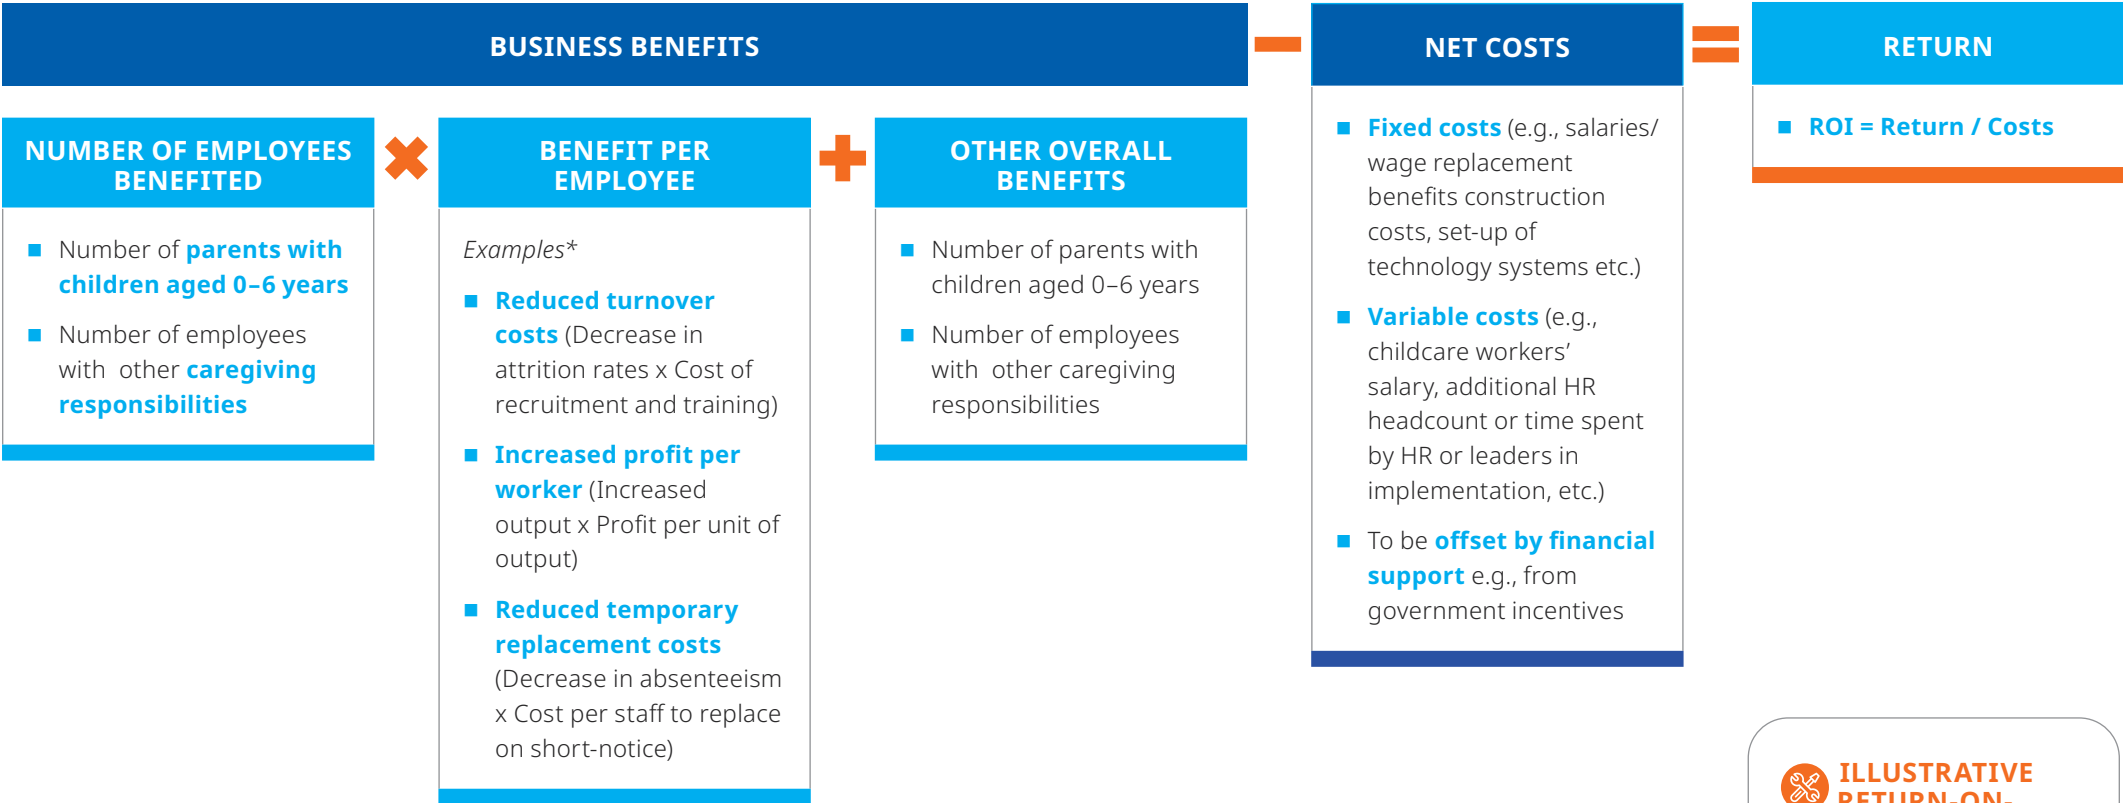 BUSINESS BENEFITS
NUMBER OF EMPLOYEES
BENEFITED
■ Number of parents with
children aged 0–6 years
■ Number of employees
with other caregiving
responsibilities
BENEFIT PER
EMPLOYEE
Examples*
■ Reduced turnover
costs (Decrease in
attrition rates x Cost of
recruitment and training)
■ Increased profit per
worker (Increased
output x Profit per unit of
output)
■ Reduced temporary
replacement costs
(Decrease in absenteeism
x Cost per staff to replace
on short-notice)
OTHER OVERALL
BENEFITS
■ Number of parents with
children aged 0–6 years
■ Number of employees
with other caregiving
responsibilities
NET COSTS
■ Fixed costs (e.g., salaries/
wage replacement
benefits construction
costs, set-up of
technology systems etc.)
■ Variable costs (e.g.,
childcare workers’
salary, additional HR
headcount or time spent
by HR or leaders in
implementation, etc.)
■ To be offset by financial
support e.g., from
government incentives
RETURN
■ ROI = Return / Costs
ILLUSTRATIVE
RETURN-ON-